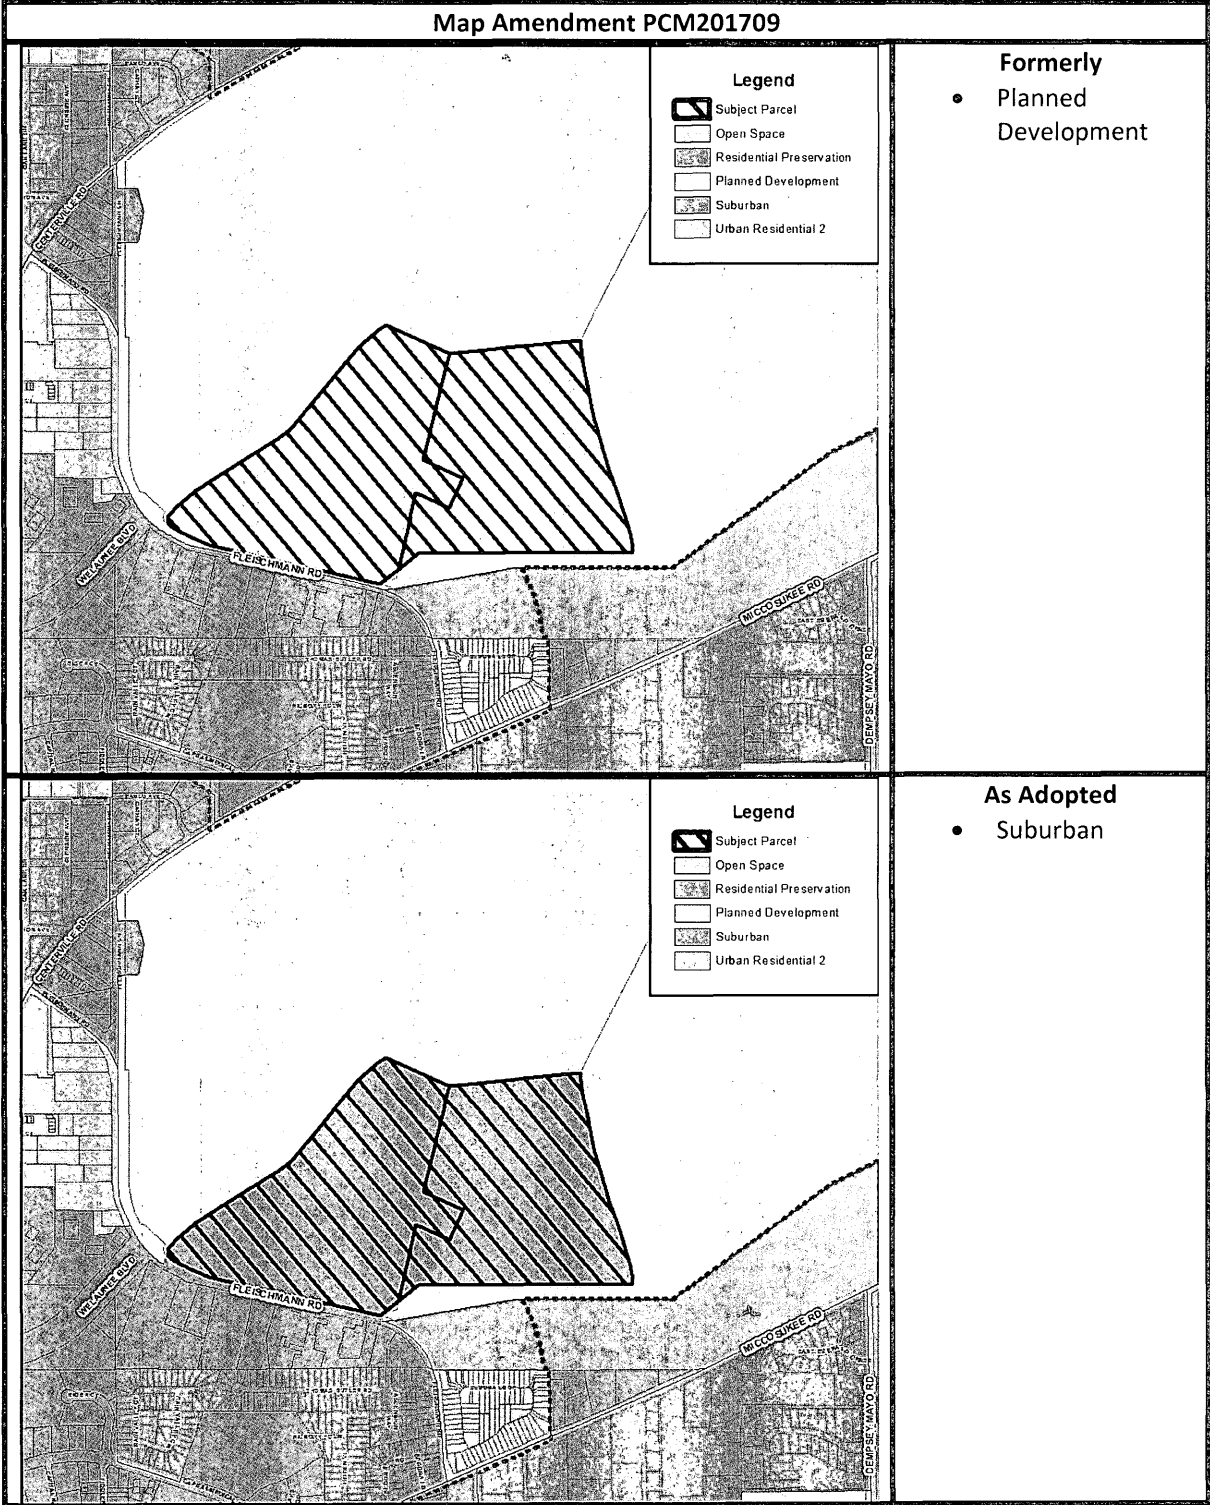 Map Amendment PCM201709
Formerly
• Planned
Development
Legend
Subject Parcel
Open Space
Residential Preservation
Planned Development
Suburban
Urban Residential 2
CENTERVILLE RD
WELAUNEE BLVD
FLEISCHMANN RD
MICCOSUKEE RD
DEMPSEY MAYO RD
As Adopted
• Suburban
Legend
Subject Parcel
Open Space
Residential Preservation
Planned Development
Suburban
Urban Residential 2
CENTERVILLE RD
WELAUNEE BLVD
FLEISCHMANN RD
MICCOSUKEE RD
DEMPSEY MAYO RD